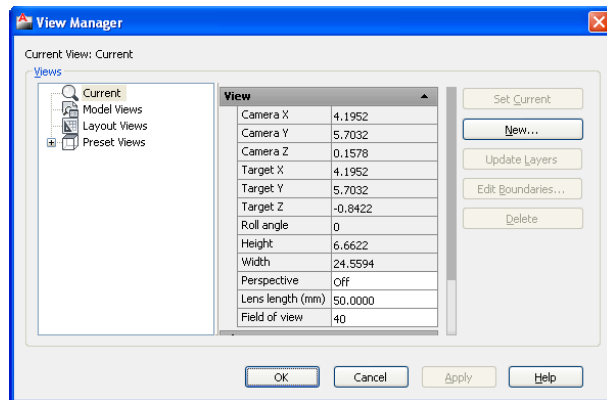 View Manager
Current View: Current
Views
Current
Model Views
Layout Views
Preset Views
View
Camera X 4.1952
Camera Y 5.7032
Camera Z 0.1578
Target X 4.1952
Target Y 5.7032
Target Z -0.8422
Roll angle 0
Height 6.6622
Width 24.5594
Perspective Off
Lens length (mm) 50.0000
Field of view 40
Set Current
New...
Update Layers
Edit Boundaries...
Delete
OK Cancel Apply Help